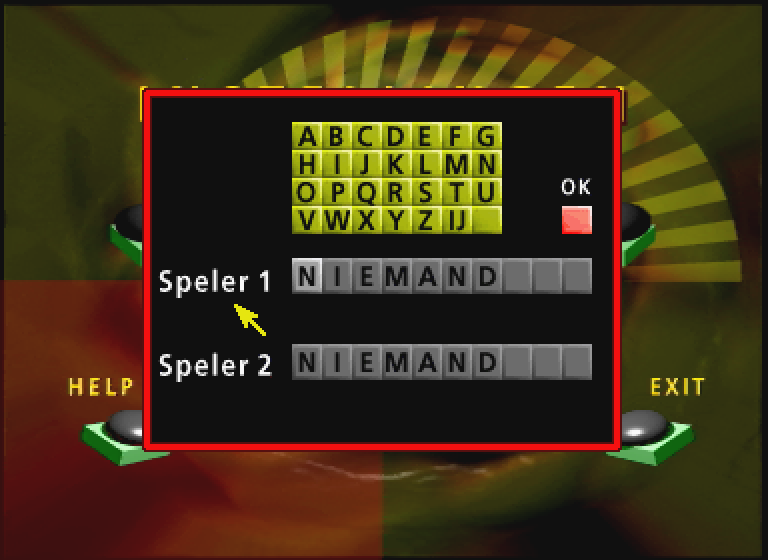 A B C D E F G
H I J K L M N
O P Q R S T U
V W X Y Z IJ
OK
Speler 1 NIEMAND
Speler 2 NIEMAND
HELP
EXIT